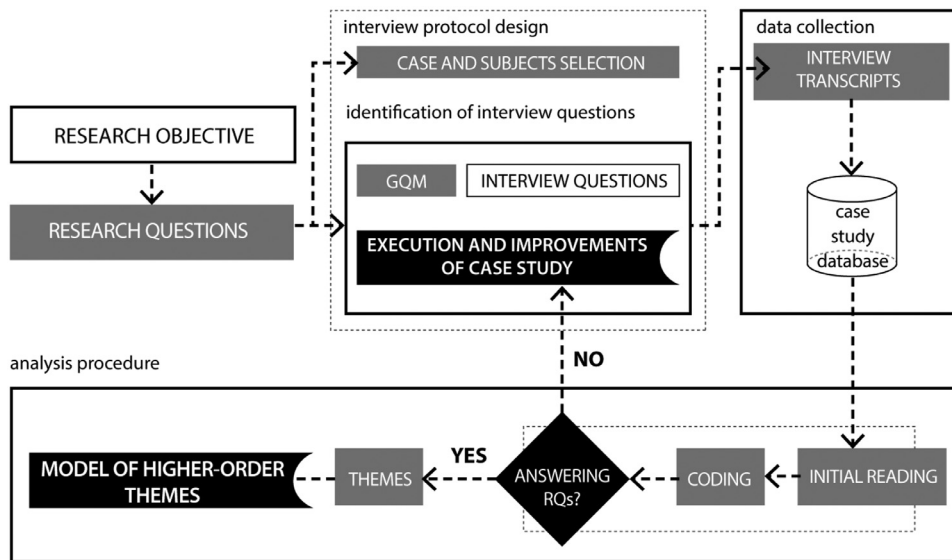 interview protocol design
CASE AND SUBJECTS SELECTION
identification of interview questions
RESEARCH OBJECTIVE
RESEARCH QUESTIONS
GQM
INTERVIEW QUESTIONS
EXECUTION AND IMPROVEMENTS
OF CASE STUDY
data collection
INTERVIEW
TRANSCRIPTS
case
study
database
analysis procedure
NO
YES
MODEL OF HIGHER-ORDER
THEMES
THEMES
ANSWERING
RQs?
CODING
INITIAL READING